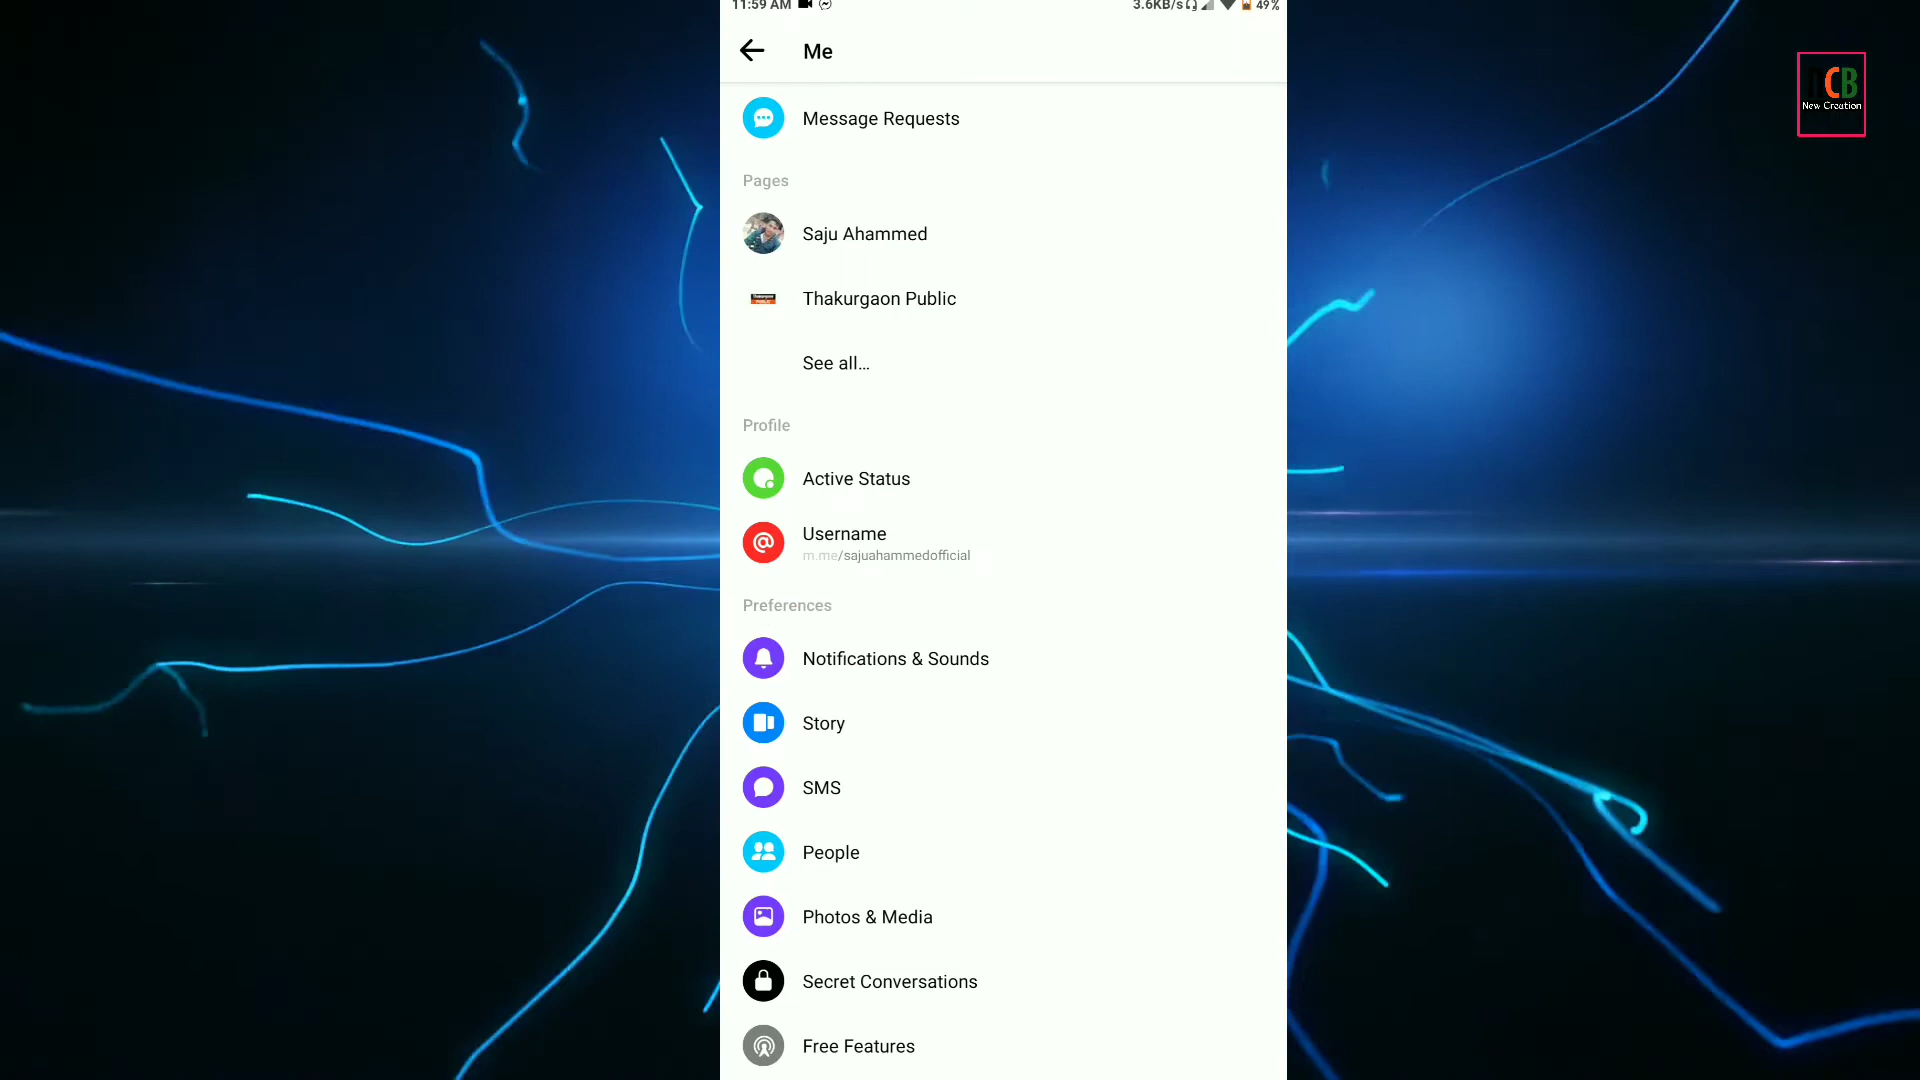 11:59 AM 3.6KB/s 49%
Me
CB
New Creation
Message Requests
Pages
Saju Ahammed
Thakurgaon Public
See all...
Profile
Active Status
Username
m.me/sajuahammedofficial
Preferences
Notifications & Sounds
Story
SMS
People
Photos & Media
Secret Conversations
Free Features